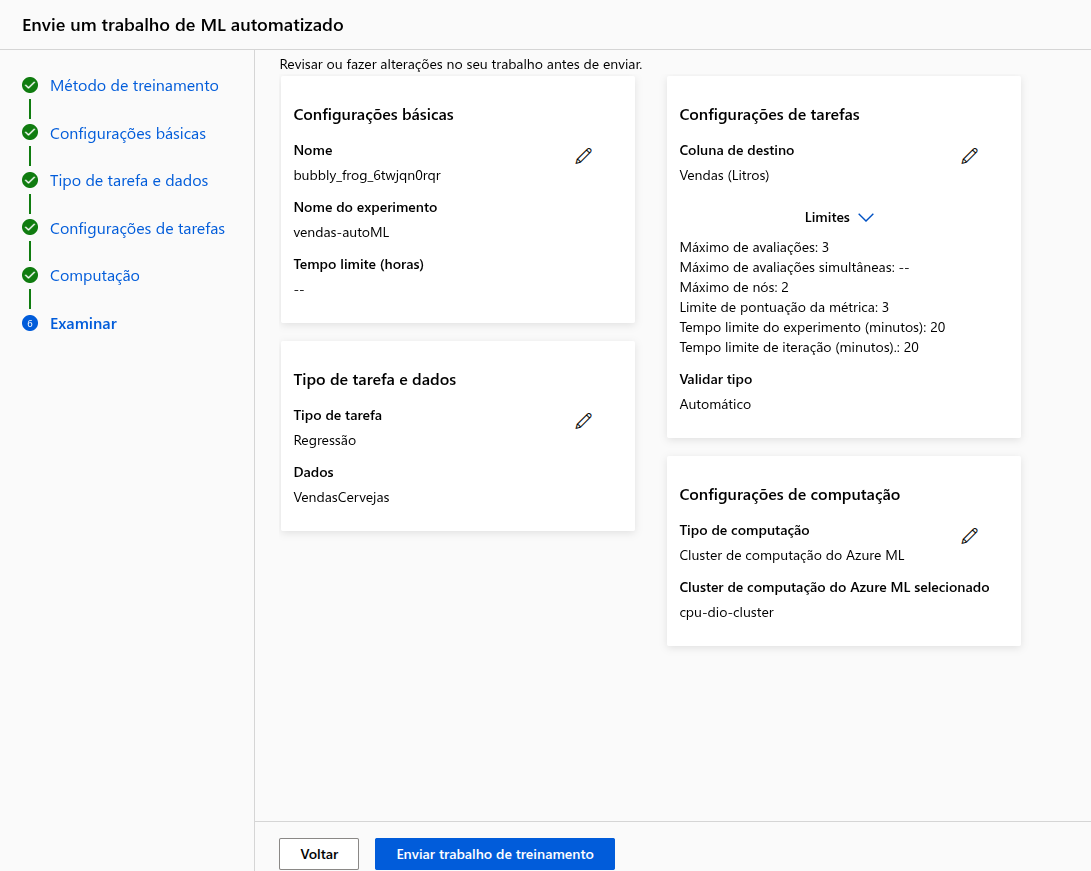 Envie um trabalho de ML automatizado
Método de treinamento
Configurações básicas
Tipo de tarefa e dados
Configurações de tarefas
Computação
6
Examinar
Revisar ou fazer alterações no seu trabalho antes de enviar.
Configurações básicas
Nome
bubbly_frog_6twjqn0rqr
Nome do experimento
vendas-autoML
Tempo limite (horas)
--
Tipo de tarefa e dados
Tipo de tarefa
Regressão
Dados
VendasCervejas
Configurações de tarefas
Coluna de destino
Vendas (Litros)
Limites
Máximo de avaliações: 3
Máximo de avaliações simultâneas: --
Máximo de nós: 2
Limite de pontuação da métrica: 3
Tempo limite do experimento (minutos): 20
Tempo limite de iteração (minutos).: 20
Validar tipo
Automático
Configurações de computação
Tipo de computação
Cluster de computação do Azure ML
Cluster de computação do Azure ML selecionado
cpu-dio-cluster
Voltar
Enviar trabalho de treinamento